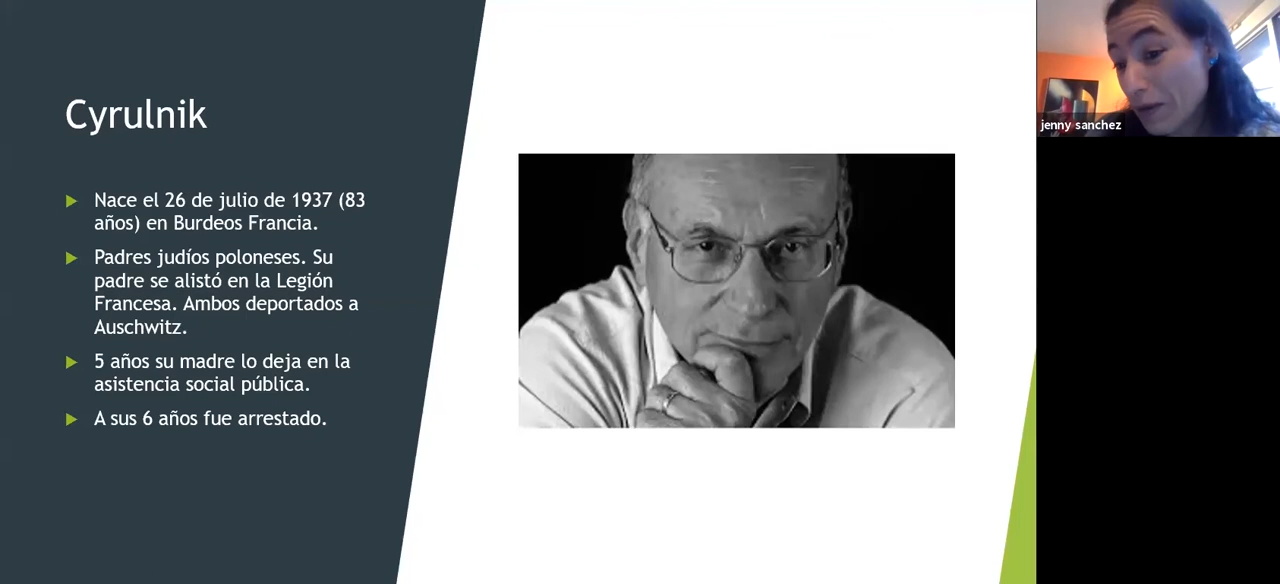 Cyrulnik
Nace el 26 de julio de 1937 (83
años) en Burdeos Francia.
Padres judíos poloneses. Su
padre se alistó en la Legión
Francesa. Ambos deportados a
Auschwitz.
5 años su madre lo deja en la
asistencia social pública.
A sus 6 años fue arrestado.
jenny sanchez